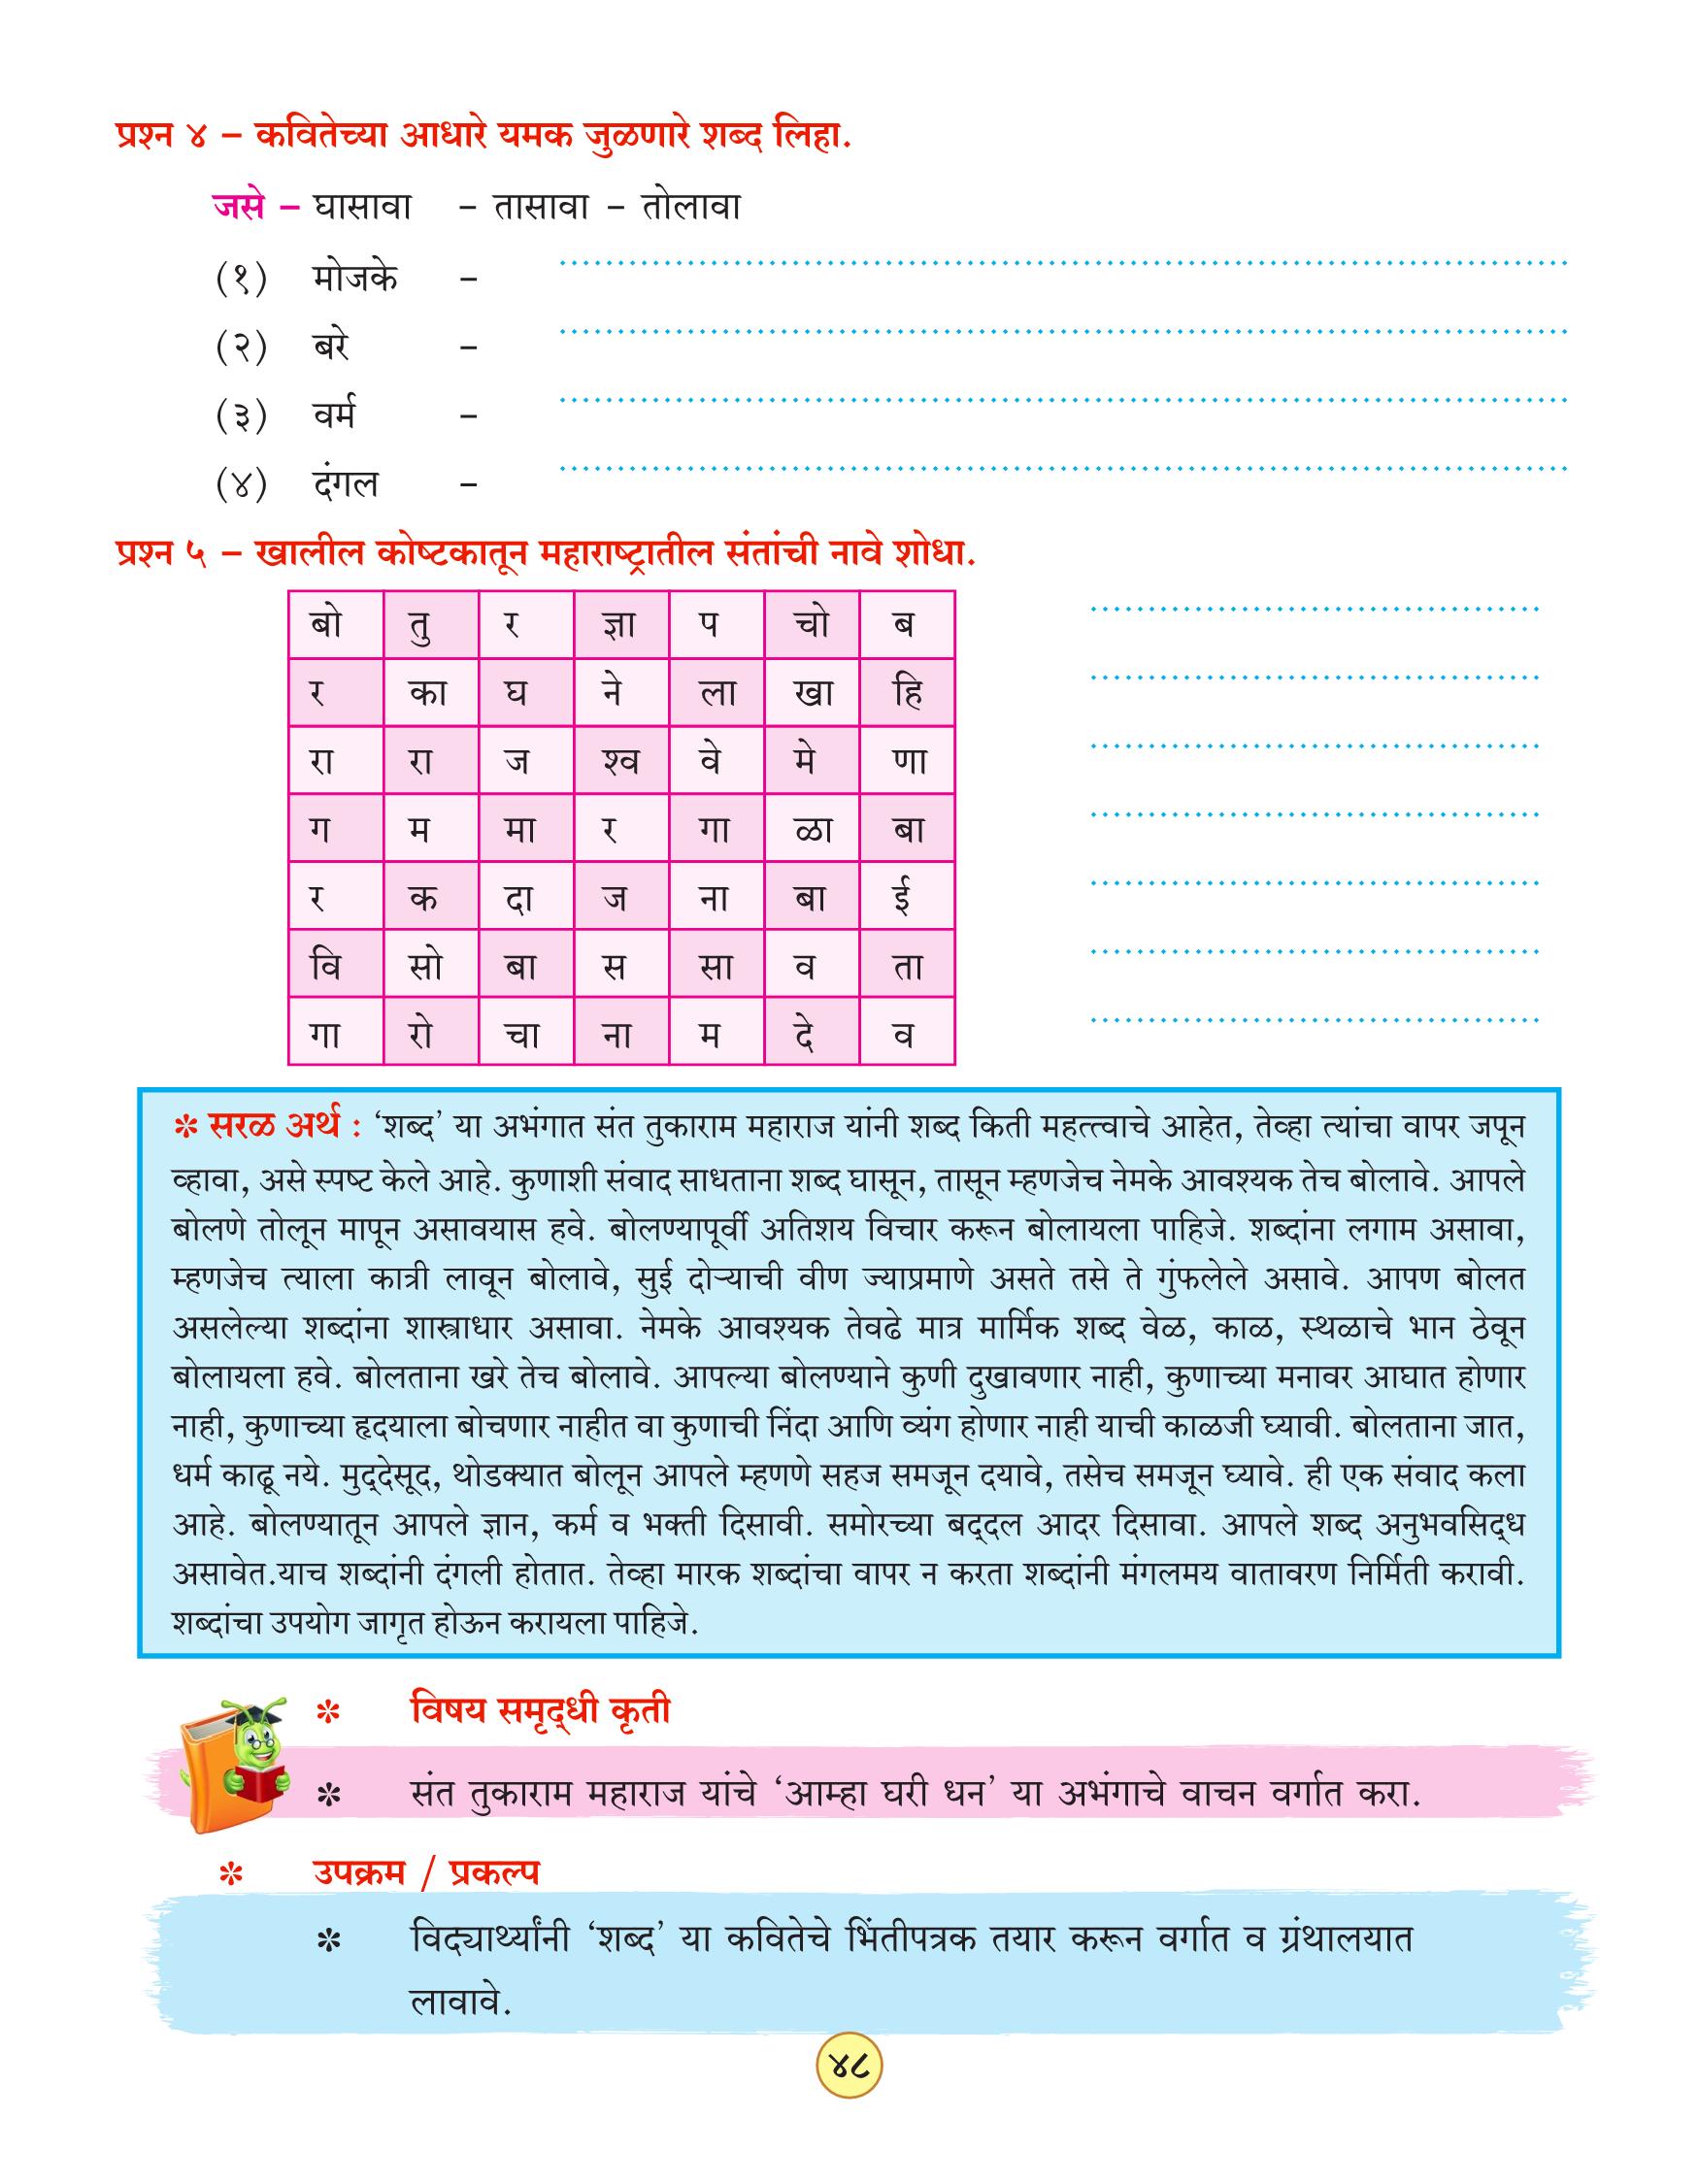 प्रश्न ४ – कवितेच्या आधारे यमक जुळणारे शब्द लिहा.
जसे – घासावा – तासावा – तोलावा
(१) मोजके –
(२) बरे –
(३) वर्म –
(४) दंगल –
प्रश्न ५ – खालील कोष्टकातून महाराष्ट्रातील संतांची नावे शोधा.
बो तु र ज्ञा प चो ब
र का घ ने ला खा हि
रा रा ज श्व वे मे णा
ग म मा र गा ळा बा
र क दा ज ना बा ई
वि सो बा स सा व ता
गा रो चा ना म दे व
✽ सरळ अर्थ : ‘शब्द’ या अभंगात संत तुकाराम महाराज यांनी शब्द किती महत्त्वाचे आहेत, तेव्हा त्यांचा वापर जपून
व्हावा, असे स्पष्ट केले आहे. कुणाशी संवाद साधताना शब्द घासून, तासून म्हणजेच नेमके आवश्यक तेच बोलावे. आपले
बोलणे तोलून मापून असावयास हवे. बोलण्यापूर्वी अतिशय विचार करून बोलायला पाहिजे. शब्दांना लगाम असावा,
म्हणजेच त्याला कात्री लावून बोलावे, सुई दोऱ्याची वीण ज्याप्रमाणे असते तसे ते गुंफलेले असावे. आपण बोलत
असलेल्या शब्दांना शास्त्राधार असावा. नेमके आवश्यक तेवढे मात्र मार्मिक शब्द वेळ, काळ, स्थळाचे भान ठेवून
बोलायला हवे. बोलताना खरे तेच बोलावे. आपल्या बोलण्याने कुणी दुखावणार नाही, कुणाच्या मनावर आघात होणार
नाही, कुणाच्या हृदयाला बोचणार नाहीत वा कुणाची निंदा आणि व्यंग होणार नाही याची काळजी घ्यावी. बोलताना जात,
धर्म काढू नये. मुद्‌देसूद, थोडक्यात बोलून आपले म्हणणे सहज समजून दयावे, तसेच समजून घ्यावे. ही एक संवाद कला
आहे. बोलण्यातून आपले ज्ञान, कर्म व भक्ती दिसावी. समोरच्या बद्‌दल आदर दिसावा. आपले शब्द अनुभवसिद्‌ध
असावेत.याच शब्दांनी दंगली होतात. तेव्हा मारक शब्दांचा वापर न करता शब्दांनी मंगलमय वातावरण निर्मिती करावी.
शब्दांचा उपयोग जागृत होऊन करायला पाहिजे.
✽ विषय समृद्‌धी कृती
✽ संत तुकाराम महाराज यांचे ‘आम्हा घरी धन’ या अभंगाचे वाचन वर्गात करा.
✽ उपक्रम / प्रकल्प
✽ विद्यार्थ्यांनी ‘शब्द’ या कवितेचे भिंतीपत्रक तयार करून वर्गात व ग्रंथालयात
लावावे.
४८